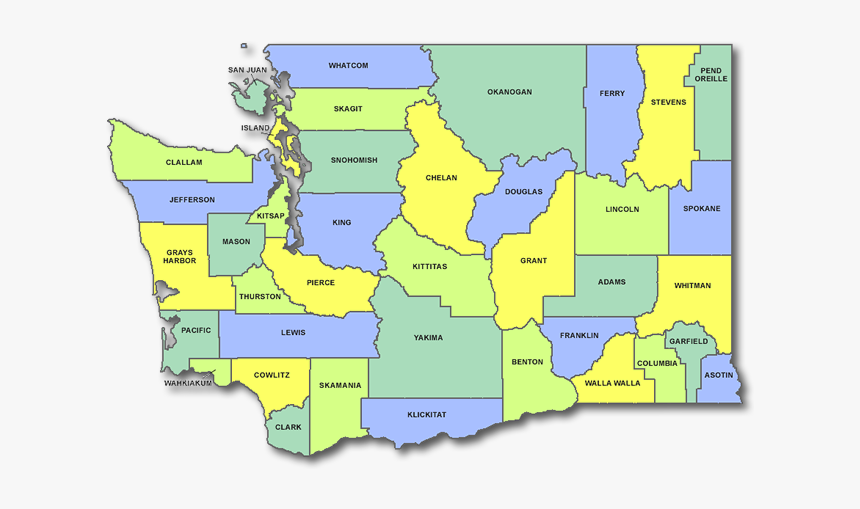 WHATCOM
SAN JUAN
PEND
OREILLE
OKANOGAN
FERRY
STEVENS
SKAGIT
ISLAND
SNOHOMISH
CLALLAM
CHELAN
DOUGLAS
JEFFERSON
KITSAP
KING
LINCOLN
SPOKANE
MASON
GRAYS
HARBOR
KITTITAS
GRANT
PIERCE
ADAMS
WHITMAN
THURSTON
PACIFIC
LEWIS
YAKIMA
FRANKLIN
GARFIELD
BENTON
COLUMBIA
COWLITZ
ASOTIN
WAHKIAKUM
SKAMANIA
WALLA WALLA
KLICKITAT
CLARK